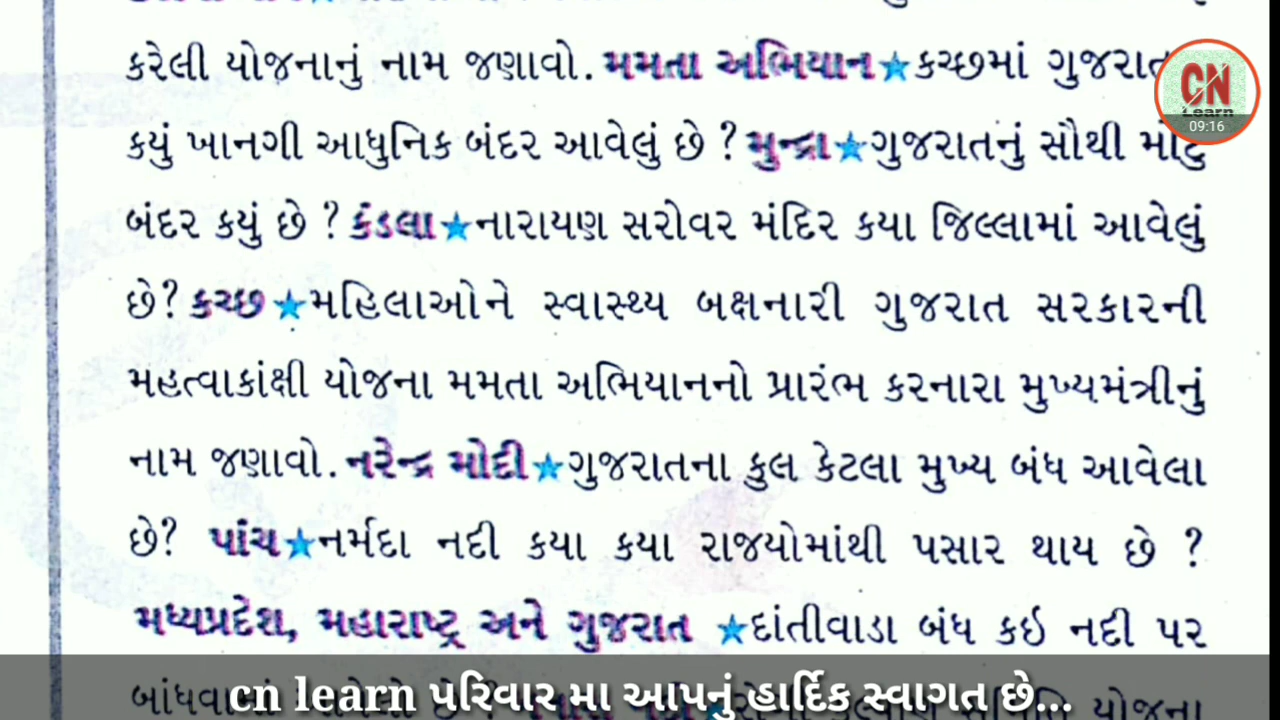 કરેલી યોજનાનું નામ જણાવો. મમતા અભિયાન★કચ્છમાં ગુજરાત
કયું ખાનગી આધુનિક બંદર આવેલું છે ? મુન્દ્રા★ગુજરાતનું સૌથી મોટુ
બંદર કયું છે ? કંડલા★નારાયણ સરોવર મંદિર કયા જિલ્લામાં આવેલું
છે? કચ્છ★મહિલાઓને સ્વાસ્થ્ય બક્ષનારી ગુજરાત સરકારની
મહત્વાકાંક્ષી યોજના મમતા અભિયાનનો પ્રારંભ કરનારા મુખ્યમંત્રીનું
નામ જણાવો. નરેન્દ્ર મોદી★ગુજરાતના કુલ કેટલા મુખ્ય બંધ આવેલા
છે? પાંચ★નર્મદા નદી કયા કયા રાજયોમાંથી પસાર થાય છે ?
મધ્યપ્રદેશ, મહારાષ્ટ્ર અને ગુજરાત ★દાંતીવાડા બંધ કઇ નદી પર
cn learn પરિવાર મા આપનું હાર્દિક સ્વાગત છે...
CN
Learn
09:16